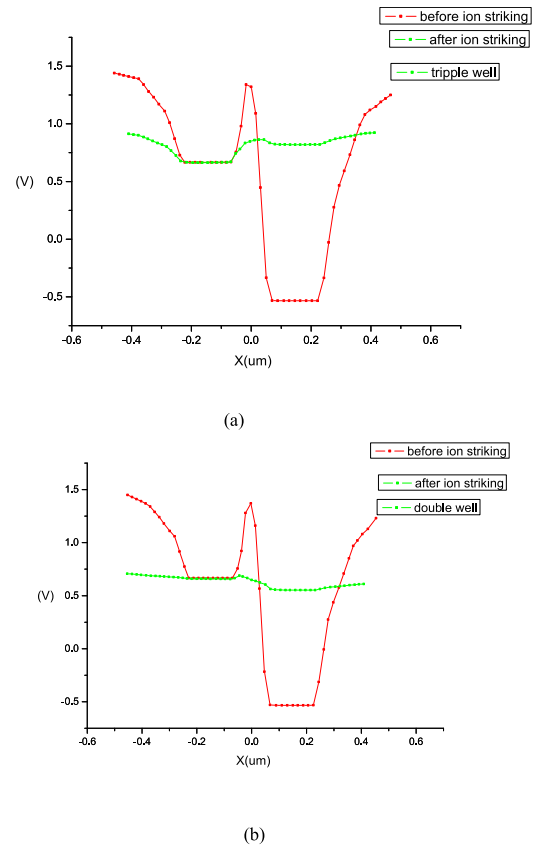 before ion striking
after ion striking
tripple well
1.5
1.0
0.5
0.0
-0.5
(V)
-0.6 -0.4 -0.2 0.0 0.2 0.4 0.6
X(um)
(a)
before ion striking
after ion striking
double well
1.5
1.0
0.5
0.0
-0.5
(V)
-0.6 -0.4 -0.2 0.0 0.2 0.4 0.6
X(um)
(b)